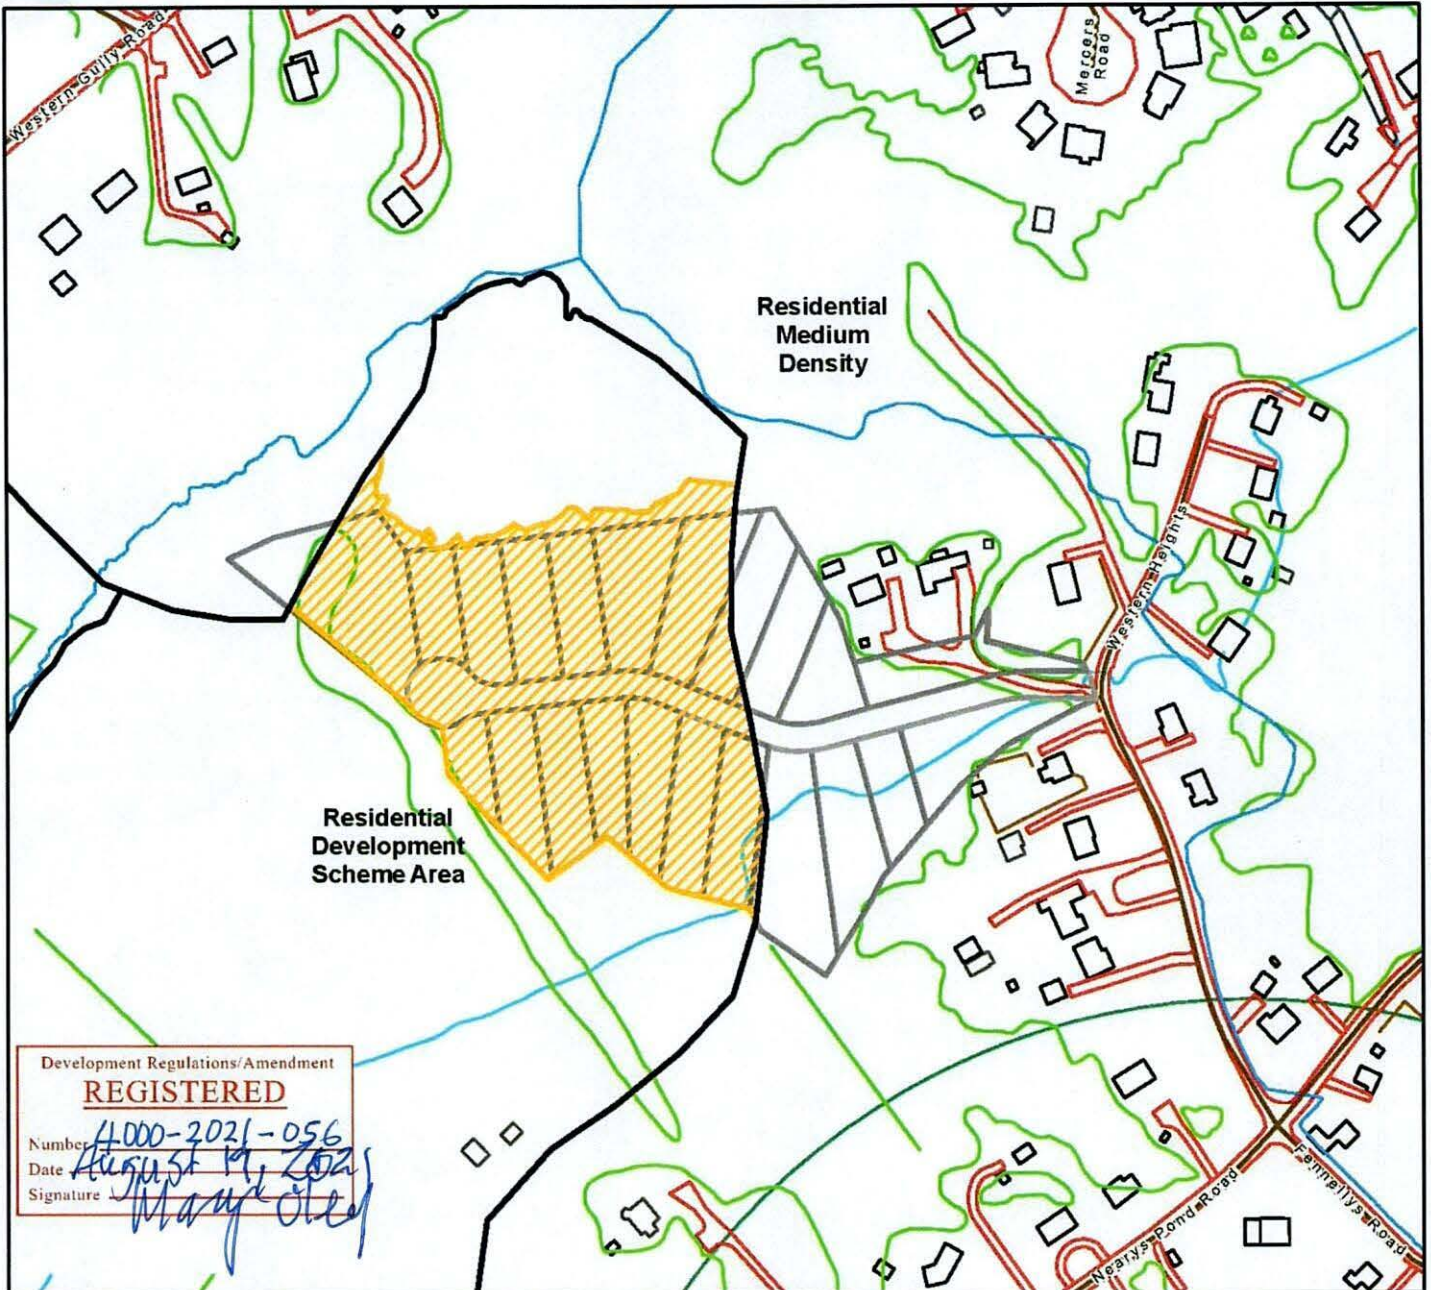 Western Gully Road
Mercers
Road
Residential
Medium
Density
Western Heights
Residential
Development
Scheme Area
Development Regulations/Amendment
REGISTERED
Number 4000-2021-056
Date August 19, 2021
Signature Mary
Nearys Pond Road
Fennellys Road